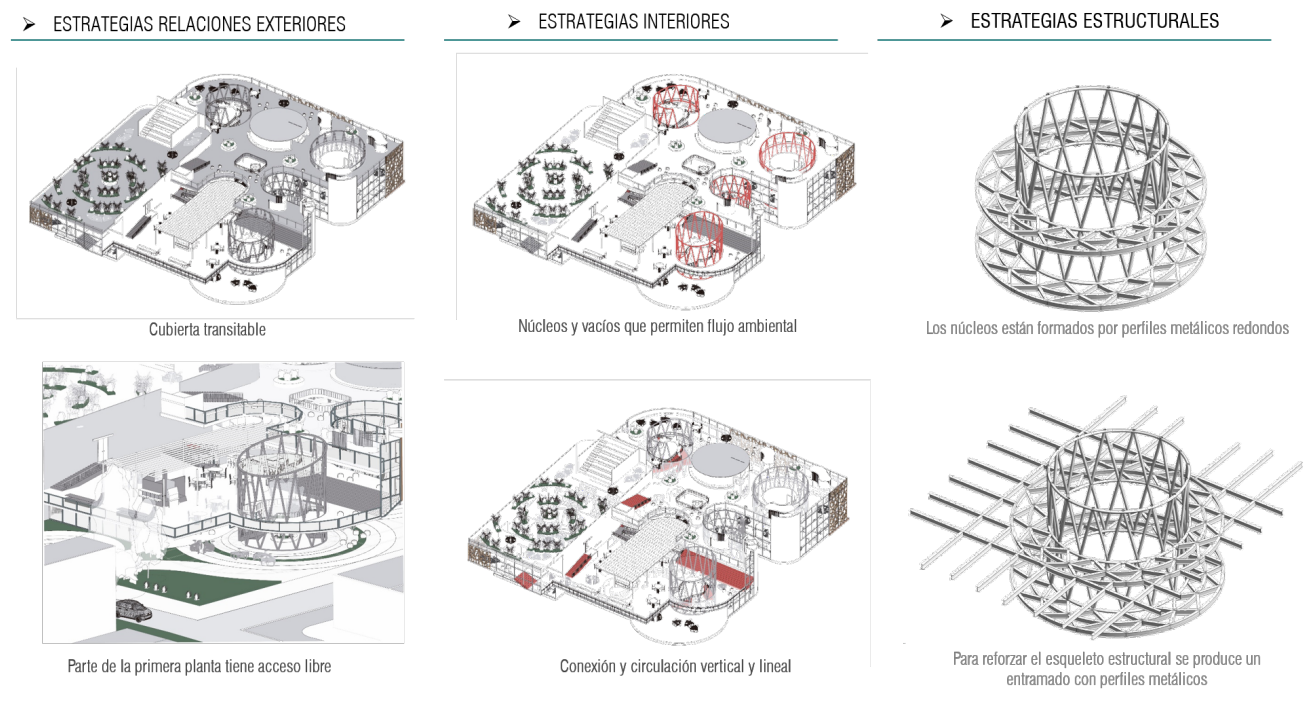 ➢ ESTRATEGIAS RELACIONES EXTERIORES
➢ ESTRATEGIAS INTERIORES
➢ ESTRATEGIAS ESTRUCTURALES
Cubierta transitable
Núcleos y vacíos que permiten flujo ambiental
Los núcleos están formados por perfiles metálicos redondos
Parte de la primera planta tiene acceso libre
Conexión y circulación vertical y lineal
Para reforzar el esqueleto estructural se produce un
entramado con perfiles metálicos